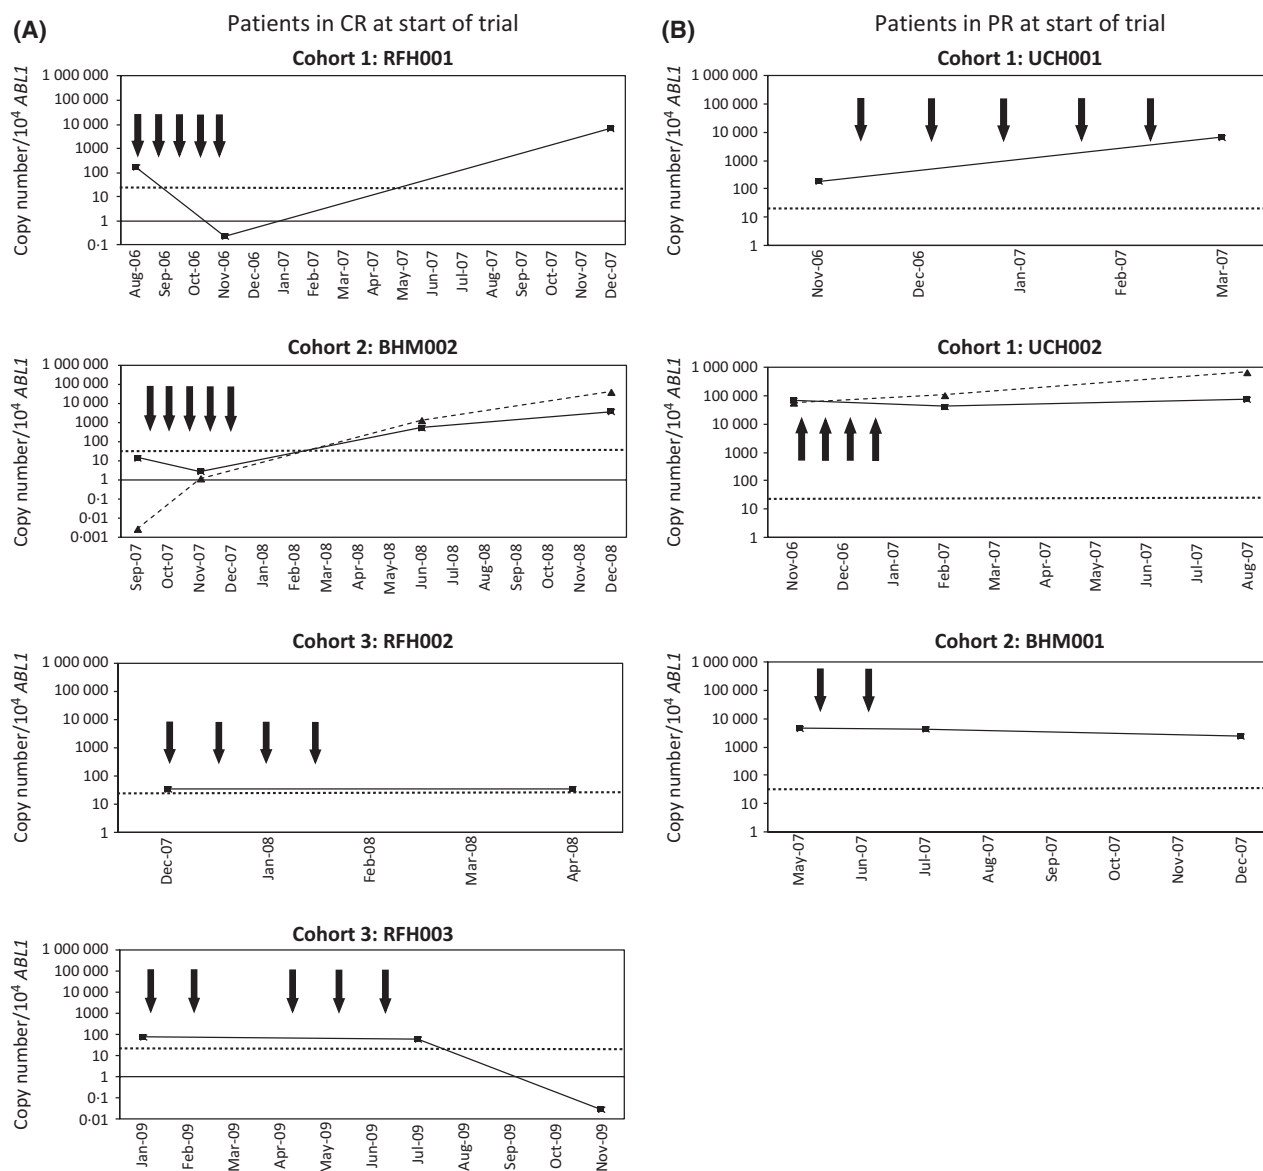 (A)
Patients in CR at start of trial
Cohort 1: RFH001
Copy number/10⁴ ABL1
1 000 000
100 000
10 000
1000
100
10
1
0·1
Aug-06
Sep-06
Oct-06
Nov-06
Dec-06
Jan-07
Feb-07
Mar-07
Apr-07
May-07
Jun-07
Jul-07
Aug-07
Sep-07
Oct-07
Nov-07
Dec-07
Cohort 2: BHM002
Copy number/10⁴ ABL1
1 000 000
100 000
10 000
1000
100
10
1
0·1
0·01
0·001
Sep-07
Oct-07
Nov-07
Dec-07
Jan-08
Feb-08
Mar-08
Apr-08
May-08
Jun-08
Jul-08
Aug-08
Sep-08
Oct-08
Nov-08
Dec-08
Cohort 3: RFH002
Copy number/10⁴ ABL1
1 000 000
100 000
10 000
1000
100
10
1
Dec-07
Jan-08
Feb-08
Mar-08
Apr-08
Cohort 3: RFH003
Copy number/10⁴ ABL1
1 000 000
100 000
10 000
1000
100
10
1
0·1
0·01
Jan-09
Feb-09
Mar-09
Apr-09
May-09
Jun-09
Jul-09
Aug-09
Sep-09
Oct-09
Nov-09
(B)
Patients in PR at start of trial
Cohort 1: UCH001
Copy number/10⁴ ABL1
1 000 000
100 000
10 000
1000
100
10
1
Nov-06
Dec-06
Jan-07
Feb-07
Mar-07
Cohort 1: UCH002
Copy number/10⁴ ABL1
1 000 000
100 000
10 000
1000
100
10
1
Nov-06
Dec-06
Jan-07
Feb-07
Mar-07
Apr-07
May-07
Jun-07
Jul-07
Aug-07
Cohort 2: BHM001
Copy number/10⁴ ABL1
1 000 000
100 000
10 000
1000
100
10
1
May-07
Jun-07
Jul-07
Aug-07
Sep-07
Oct-07
Nov-07
Dec-07